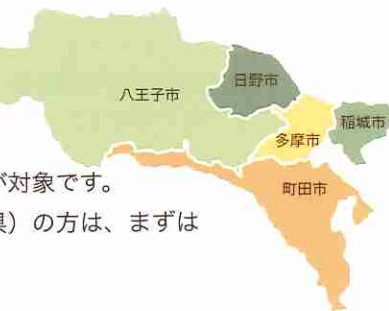 八王子市
日野市
稲城市
多摩市
町田市
が対象です。
県）の方は、まずは